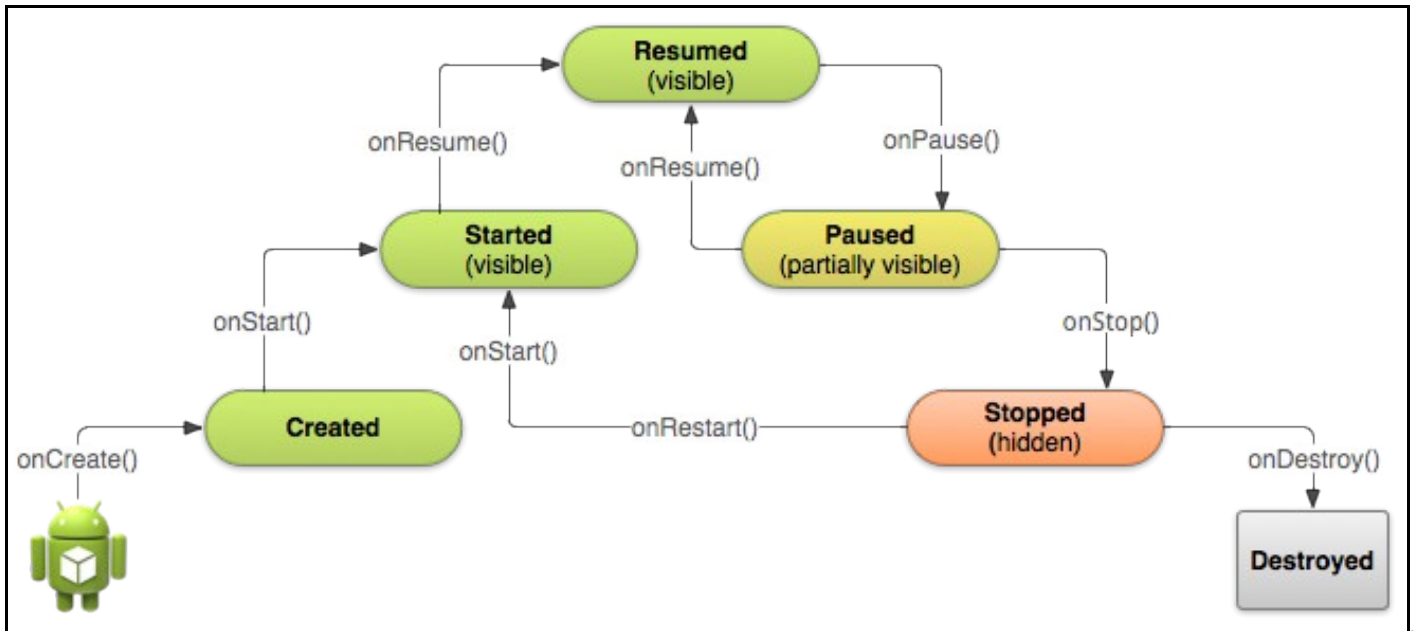 Resumed
(visible)
onResume()
onPause()
onResume()
Started
(visible)
Paused
(partially visible)
onStart()
onStop()
onStart()
Created
onRestart()
Stopped
(hidden)
onCreate()
onDestroy()
Destroyed